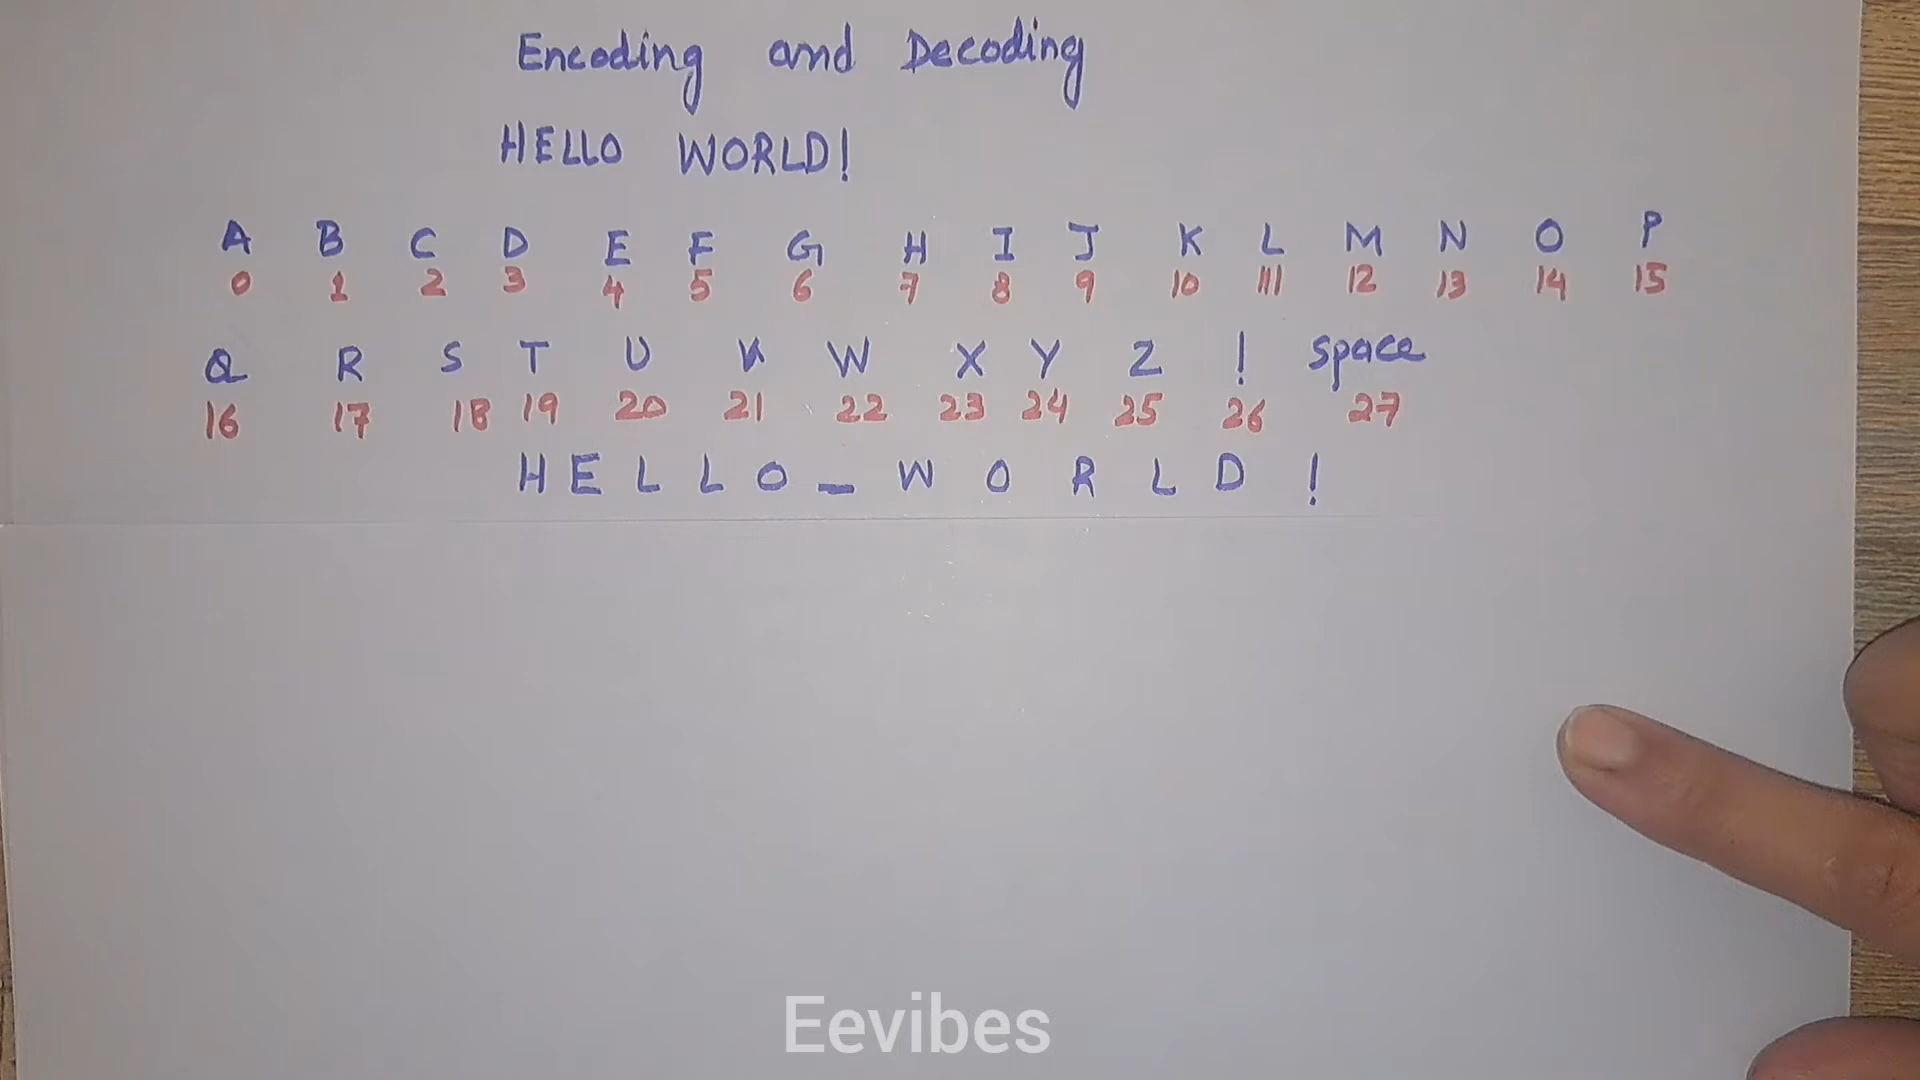 Encoding and Decoding
HELLO WORLD!
A B C D E F G H I J K L M N O P
0 1 2 3 4 5 6 7 8 9 10 11 12 13 14 15
Q R S T U V W X Y Z ! space
16 17 18 19 20 21 22 23 24 25 26 27
H E L L O _ W O R L D !
Eevibes